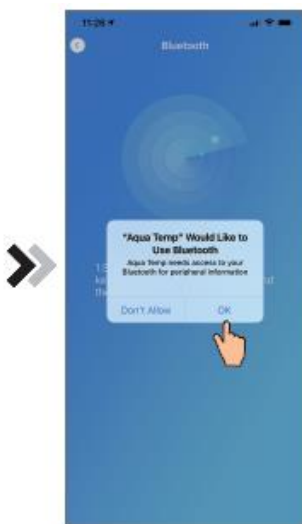 11:26
Bluetooth
"Aqua Temp" Would Like to
Use Bluetooth
Aqua Temp needs access to your
Bluetooth for peripheral information
Don't Allow
OK